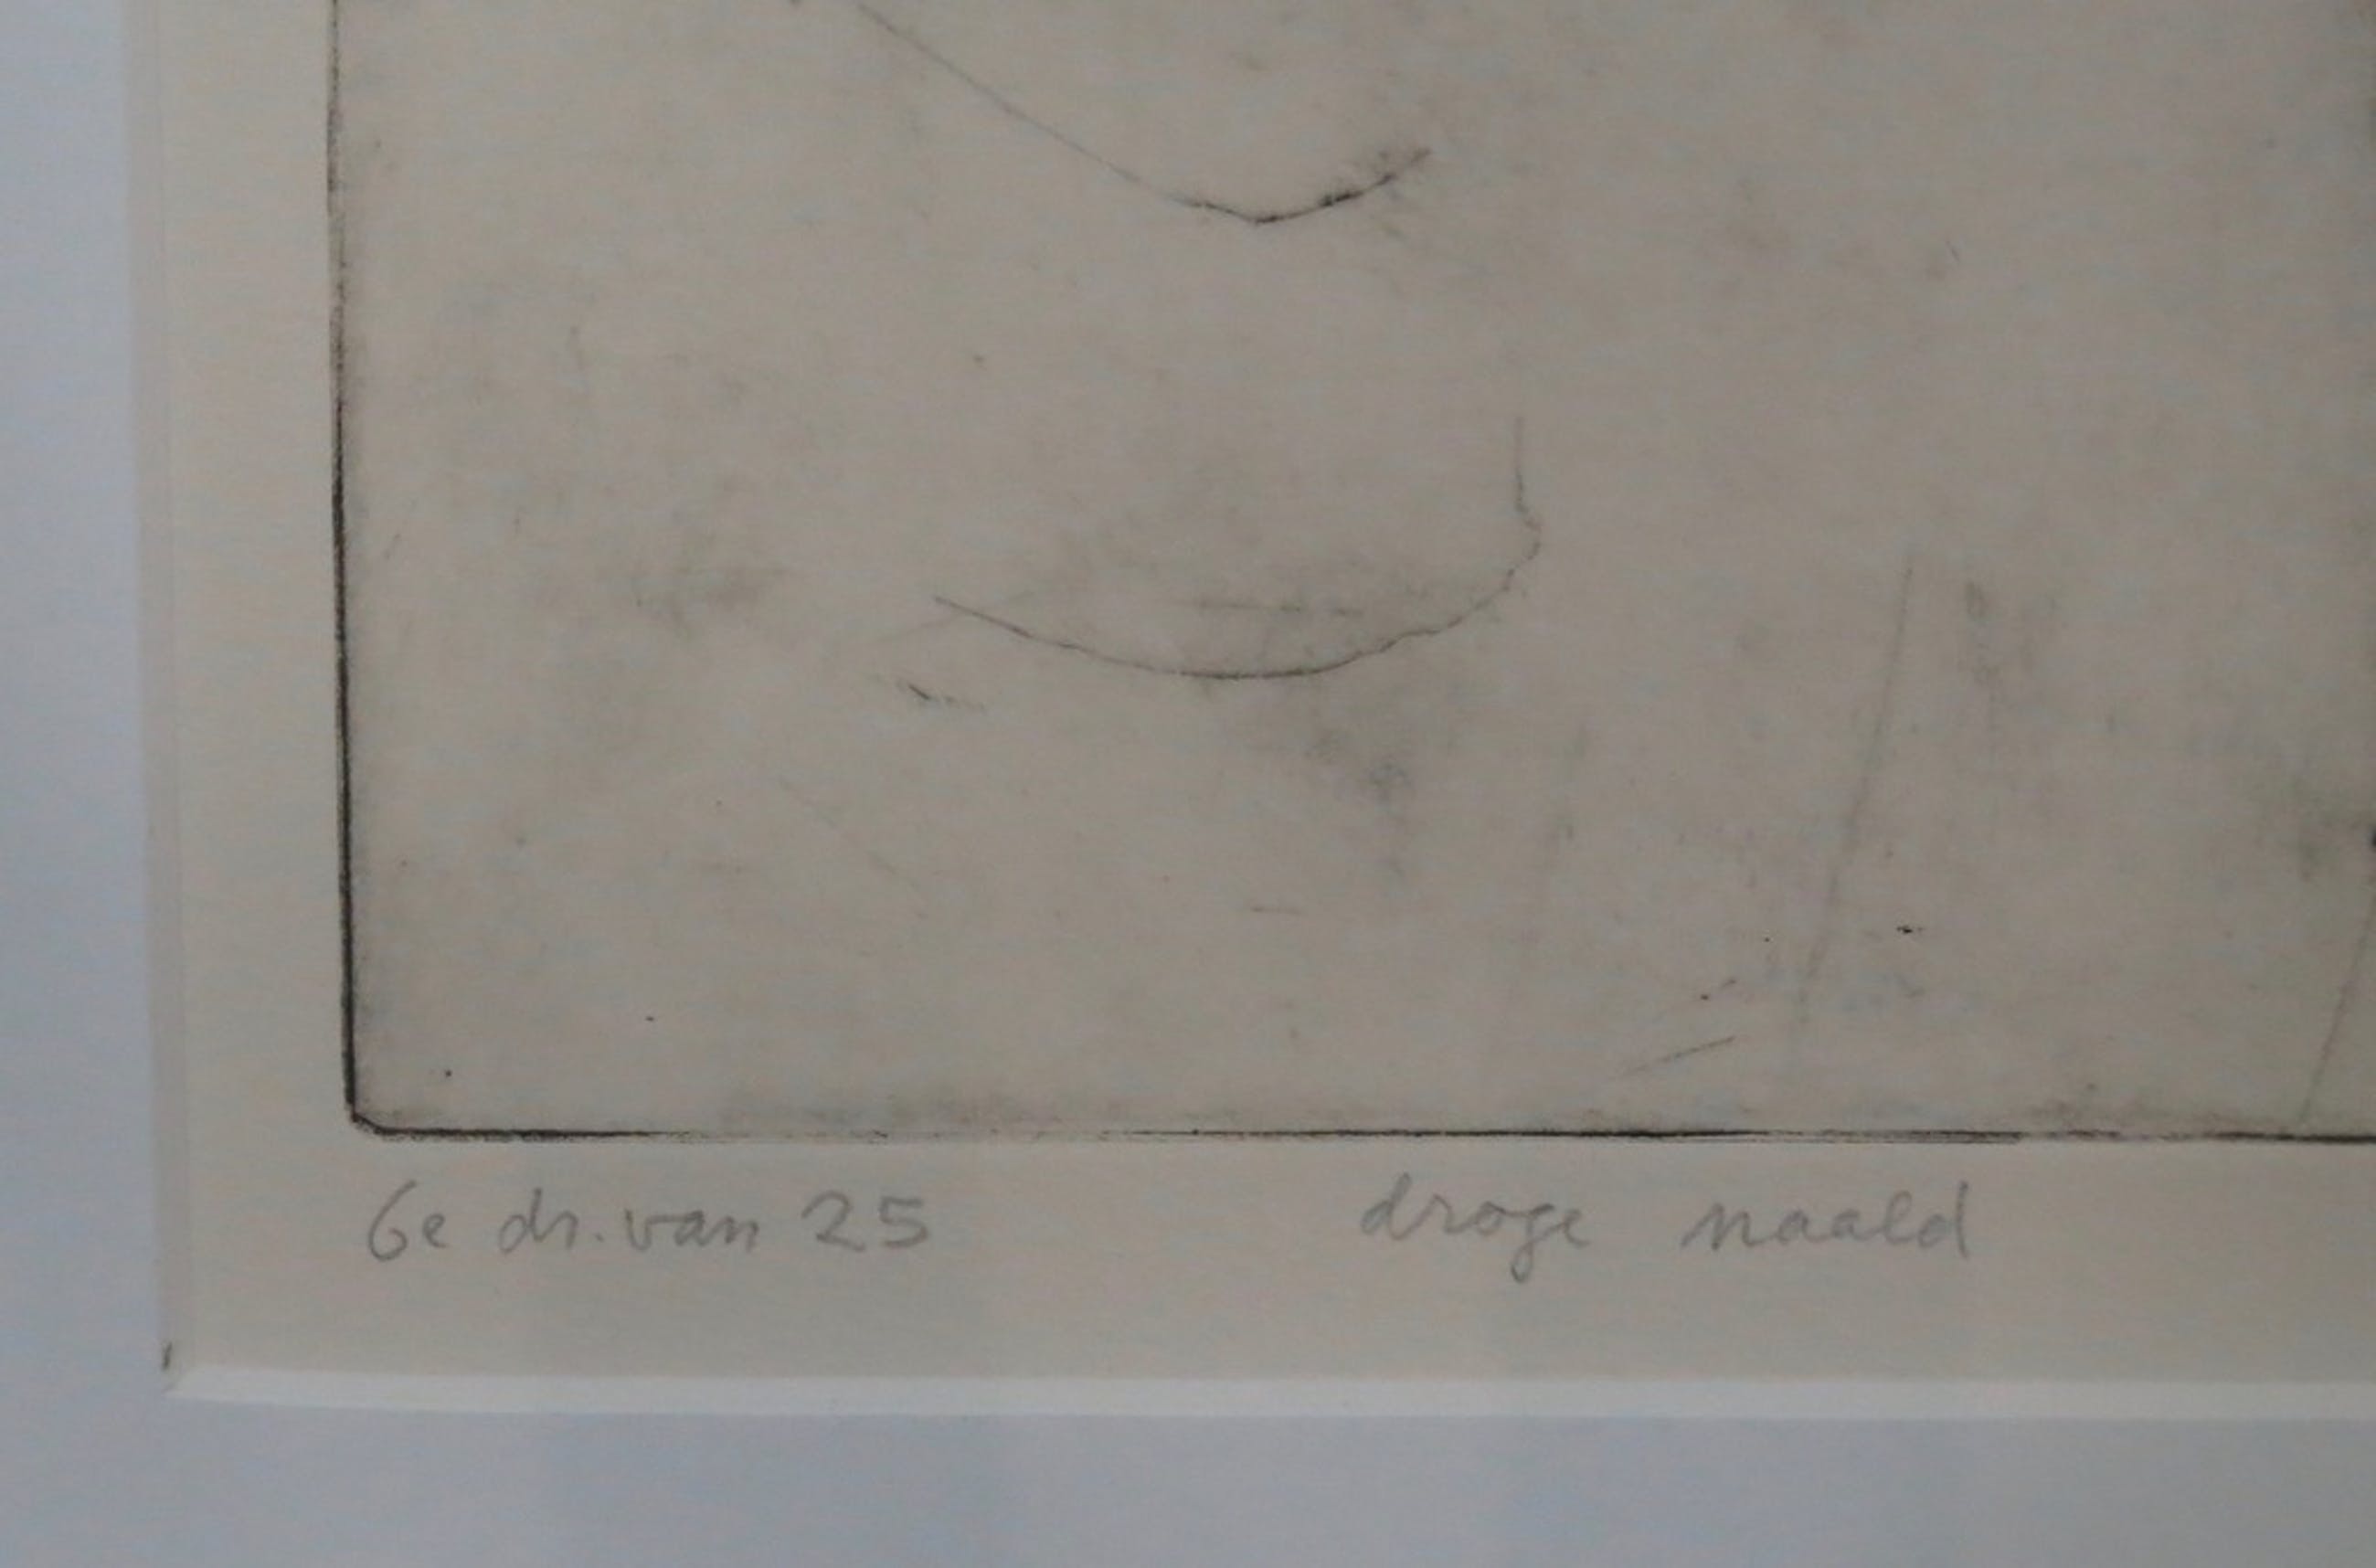 6e dr. van 25 droge naald